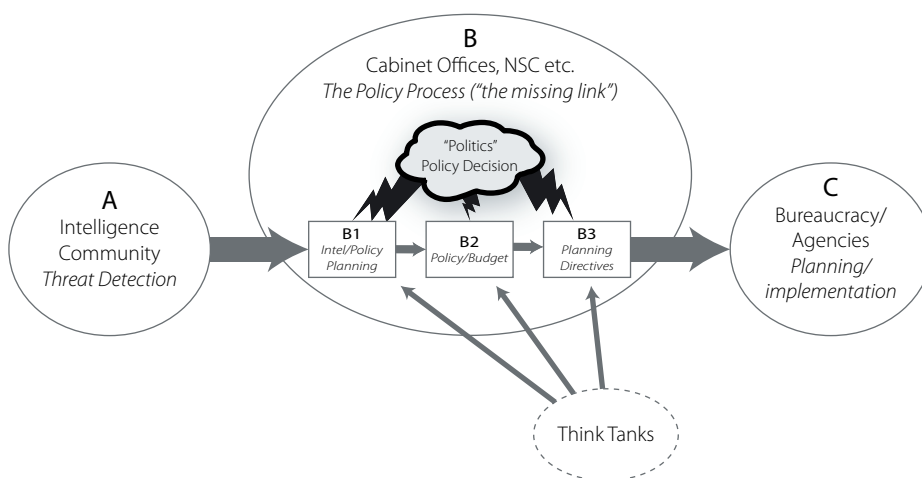 B
Cabinet Offices, NSC etc.
The Policy Process (“the missing link”)
“Politics”
Policy Decision
A
Intelligence
Community
Threat Detection
B1
Intel/Policy
Planning
B2
Policy/Budget
B3
Planning
Directives
C
Bureaucracy/
Agencies
Planning/
implementation
Think Tanks